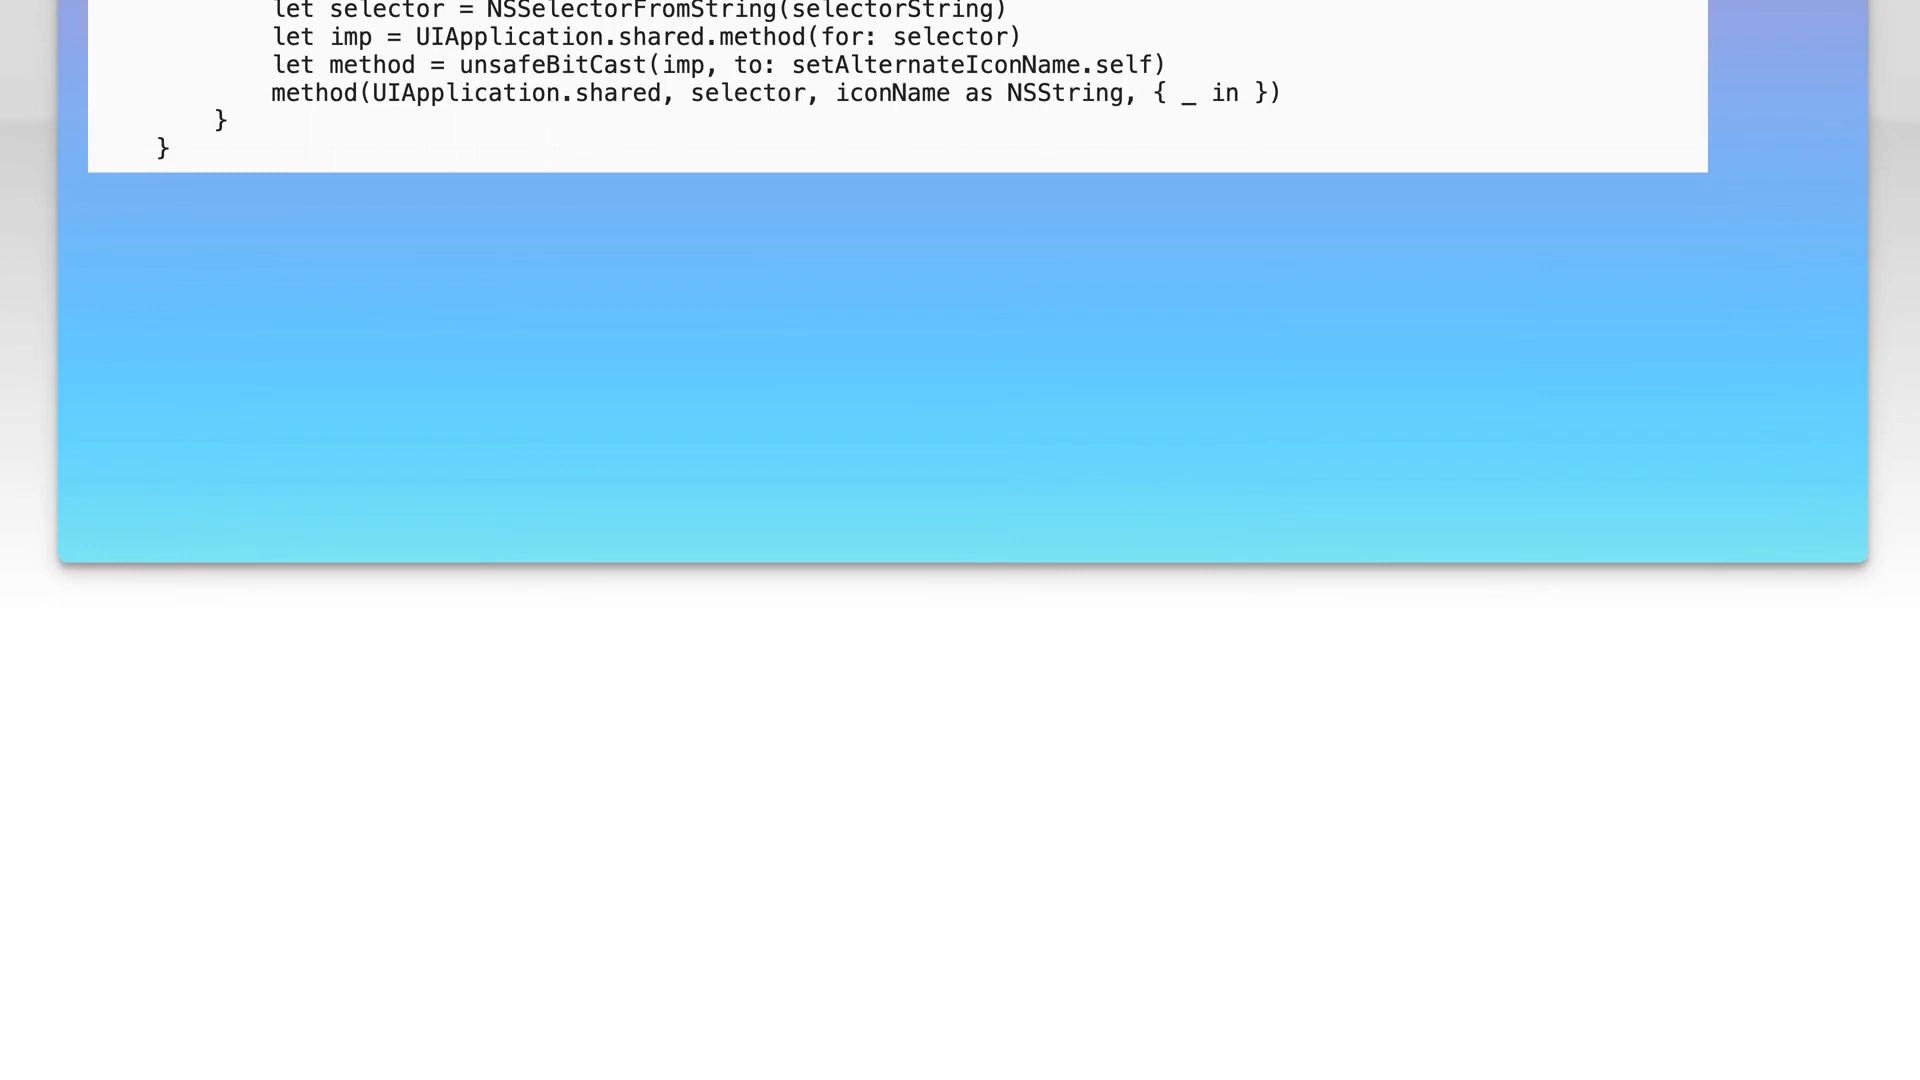 let selector = NSSelectorFromString(selectorString)
let imp = UIApplication.shared.method(for: selector)
let method = unsafeBitCast(imp, to: setAlternateIconName.self)
method(UIApplication.shared, selector, iconName as NSString, { _ in })
}
}